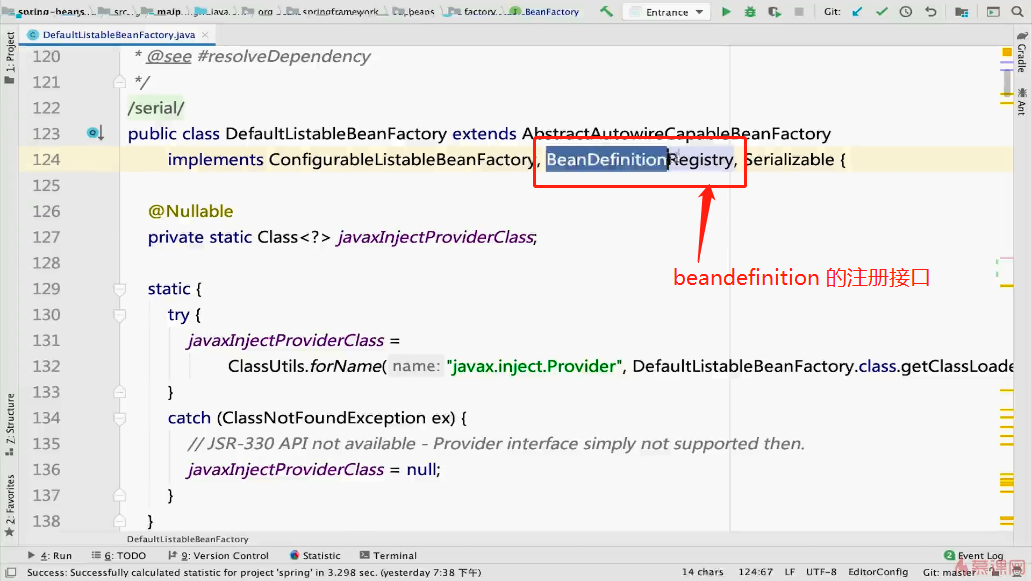 spring-beans src main java org springframework beans factory BeanFactory Entrance Git:
DefaultListableBeanFactory.java
1: Project
Z: Structure
2: Favorites
Gradle
Ant
120 * @see #resolveDependency
121 */
122 /serial/
123 public class DefaultListableBeanFactory extends AbstractAutowireCapableBeanFactory
124 implements ConfigurableListableBeanFactory, BeanDefinitionRegistry, Serializable {
125
126 @Nullable
127 private static Class<?> javaxInjectProviderClass;
128
beandefinition 的注册接口
129 static {
130 try {
131 javaxInjectProviderClass =
132 ClassUtils.forName( name: "javax.inject.Provider", DefaultListableBeanFactory.class.getClassLoade
133 }
134 catch (ClassNotFoundException ex) {
135 // JSR-330 API not available - Provider interface simply not supported then.
136 javaxInjectProviderClass = null;
137 }
138 }
DefaultListableBeanFactory
4: Run 6: TODO 9: Version Control Statistic Terminal 2 Event Log
Success: Successfully calculated statistic for project 'spring' in 3.298 sec. (yesterday 7:38 下午) 14 chars 124:67 LF UTF-8 EditorConfig Git: master
慕课网